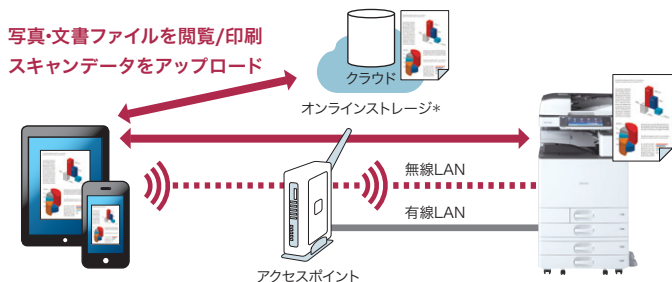 写真・文書ファイルを閲覧/印刷
スキャンデータをアップロード
クラウド
オンラインストレージ*
無線LAN
有線LAN
アクセスポイント